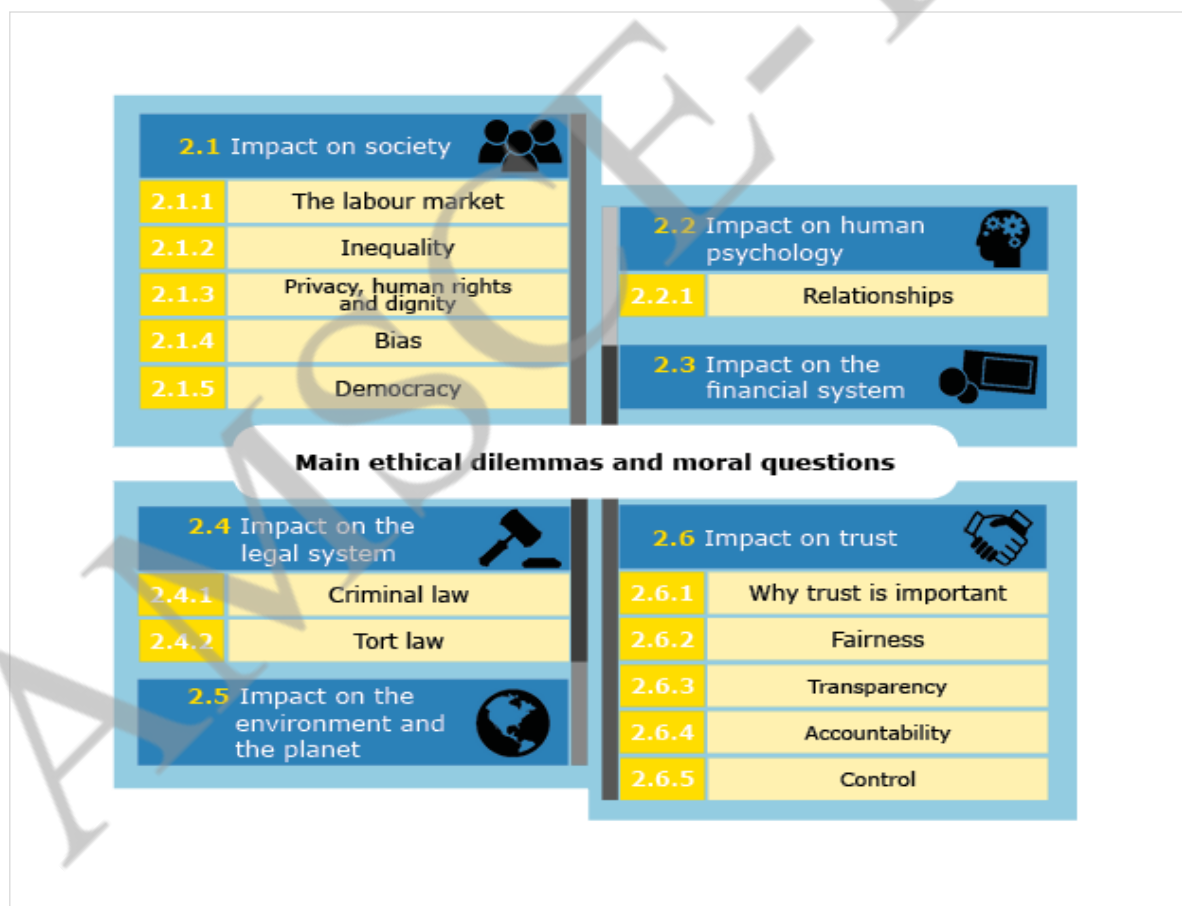 2.1 Impact on society
2.1.1 The labour market
2.1.2 Inequality
2.1.3 Privacy, human rights
and dignity
2.1.4 Bias
2.1.5 Democracy
2.2 Impact on human
psychology
2.2.1 Relationships
2.3 Impact on the
financial system
Main ethical dilemmas and moral questions
2.4 Impact on the
legal system
2.4.1 Criminal law
2.4.2 Tort law
2.5 Impact on the
environment and
the planet
2.6 Impact on trust
2.6.1 Why trust is important
2.6.2 Fairness
2.6.3 Transparency
2.6.4 Accountability
2.6.5 Control
AMSCE-